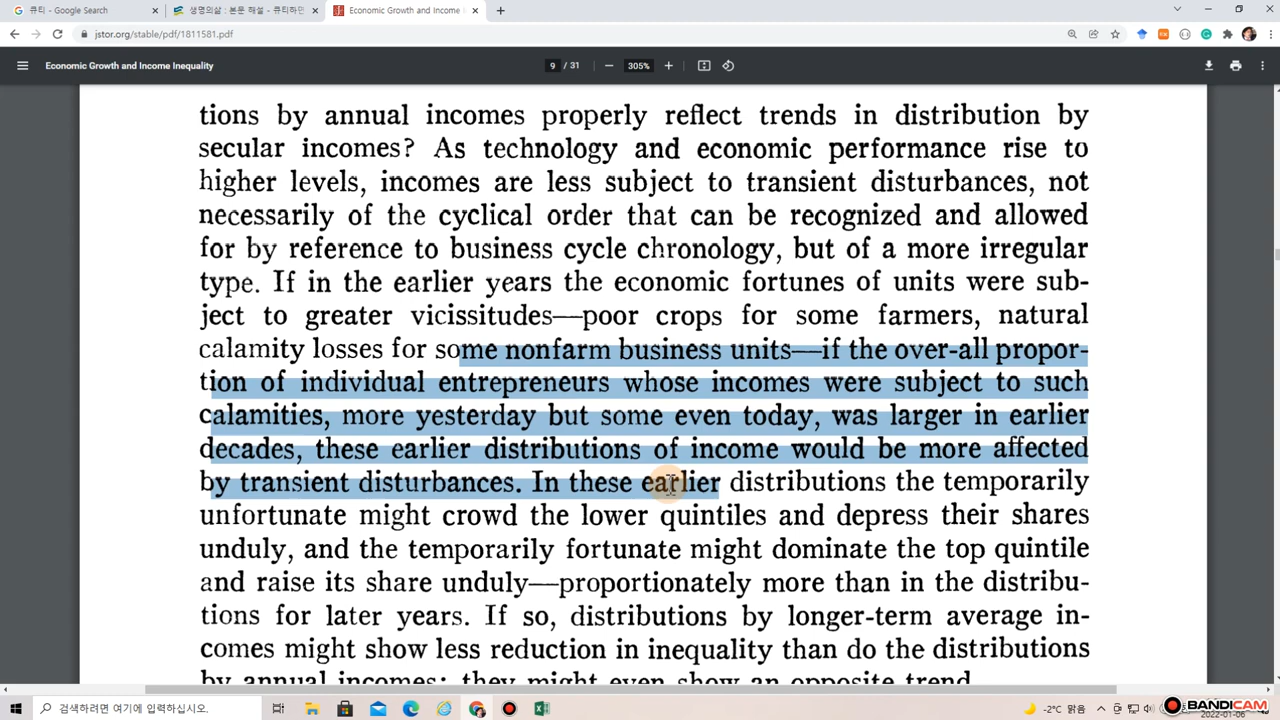 큐티 - Google Search
생명의삶 : 본문 해설 - 큐티하면
Economic Growth and Income I
jstor.org/stable/pdf/1811581.pdf
Economic Growth and Income Inequality
9 / 31
305%
tions by annual incomes properly reflect trends in distribution by
secular incomes? As technology and economic performance rise to
higher levels, incomes are less subject to transient disturbances, not
necessarily of the cyclical order that can be recognized and allowed
for by reference to business cycle chronology, but of a more irregular
type. If in the earlier years the economic fortunes of units were sub-
ject to greater vicissitudes—poor crops for some farmers, natural
calamity losses for some nonfarm business units—if the over-all propor-
tion of individual entrepreneurs whose incomes were subject to such
calamities, more yesterday but some even today, was larger in earlier
decades, these earlier distributions of income would be more affected
by transient disturbances. In these earlier distributions the temporarily
unfortunate might crowd the lower quintiles and depress their shares
unduly, and the temporarily fortunate might dominate the top quintile
and raise its share unduly—proportionately more than in the distribu-
tions for later years. If so, distributions by longer-term average in-
comes might show less reduction in inequality than do the distributions
by annual incomes; they might even show an opposite trend.
검색하려면 여기에 입력하십시오.
-2°C 맑음
BANDICAM
2022-01-06